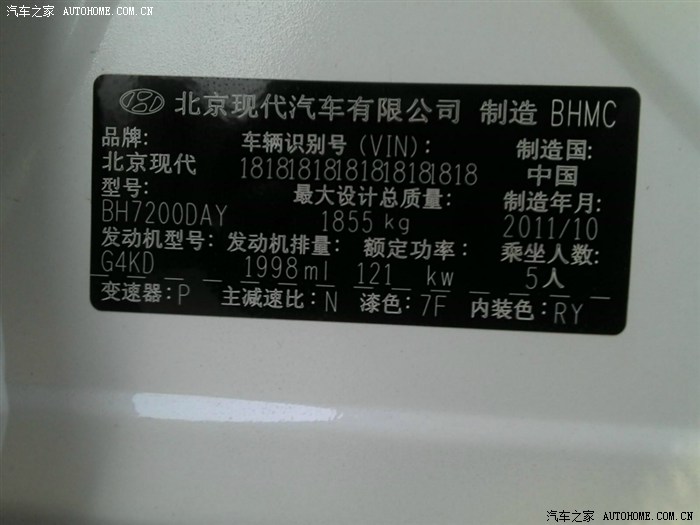 汽车之家 AUTOHOME.COM.CN
北京现代汽车有限公司 制造 BHMC
品牌: 车辆识别号(VIN): 制造国:
北京现代 18181818181818181818 中国
型号: 最大设计总质量: 制造年月:
BH7200DAY 1855kg 2011/10
发动机型号: 发动机排量: 额定功率: 乘坐人数:
G4KD 1998ml 121 kw 5人
变速器:P 主减速比:N 漆色:7F 内装色:RY
汽车之家 AUTOHOME.COM.CN